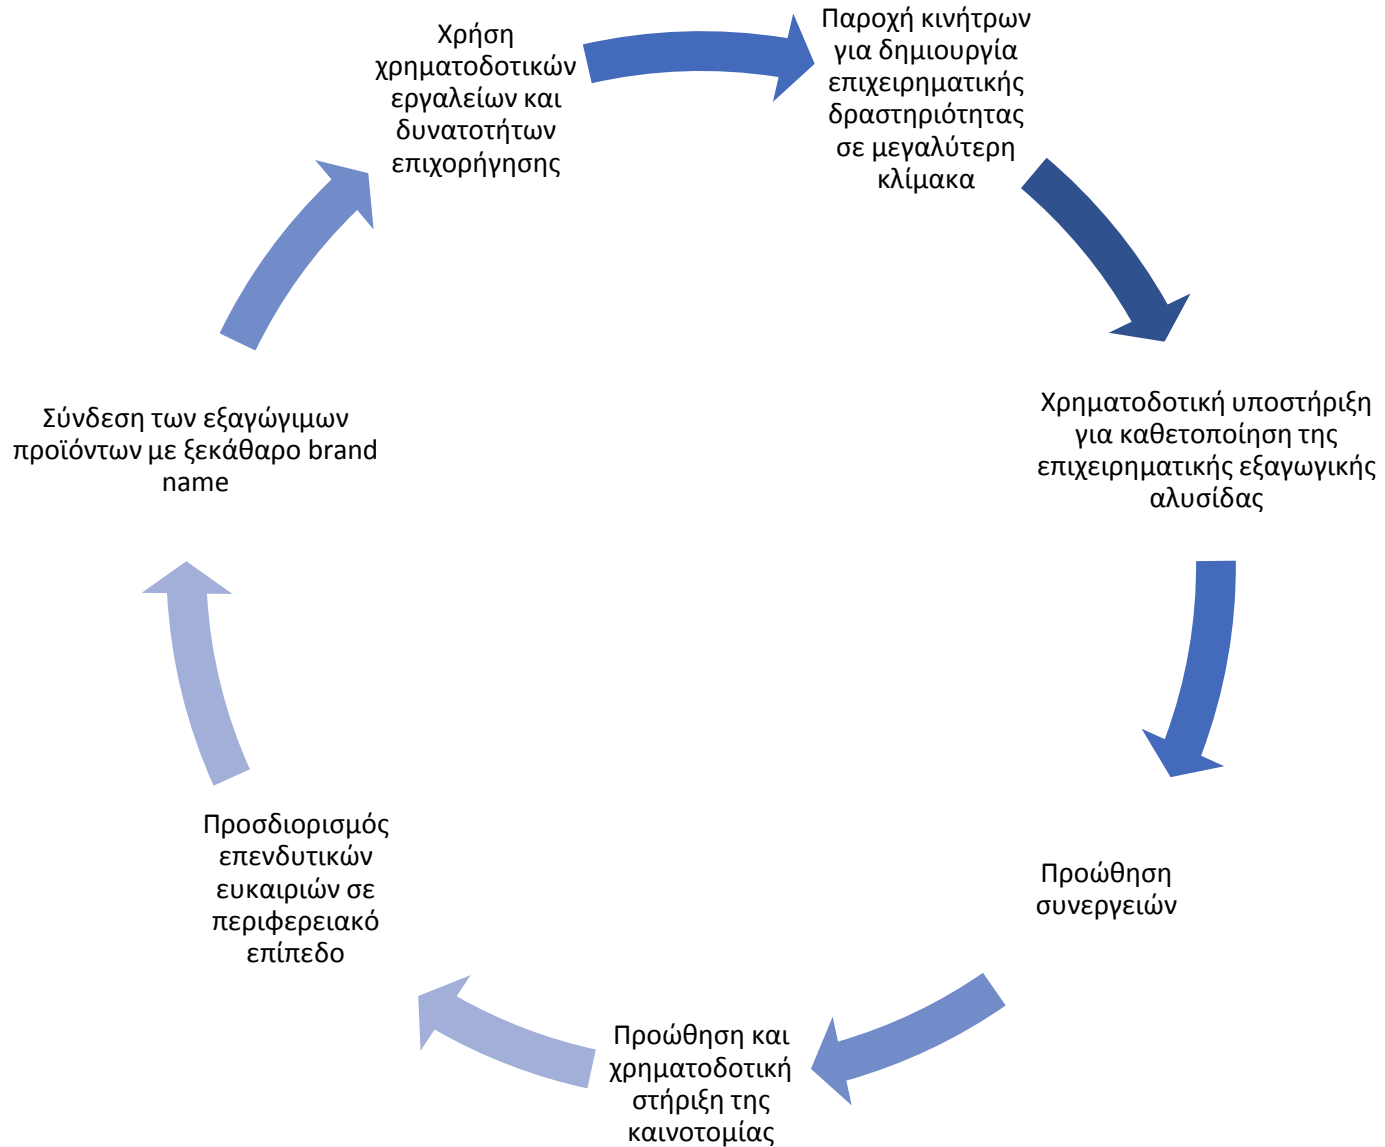 Χρήση
χρηματοδοτικών
εργαλείων και
δυνατοτήτων
επιχορήγησης
Παροχή κινήτρων
για δημιουργία
επιχειρηματικής
δραστηριότητας
σε μεγαλύτερη
κλίμακα
Χρηματοδοτική υποστήριξη
για καθετοποίηση της
επιχειρηματικής εξαγωγικής
αλυσίδας
Προώθηση
συνεργειών
Προώθηση και
χρηματοδοτική
στήριξη της
καινοτομίας
Προσδιορισμός
επενδυτικών
ευκαιριών σε
περιφερειακό
επίπεδο
Σύνδεση των εξαγώγιμων
προϊόντων με ξεκάθαρο brand
name